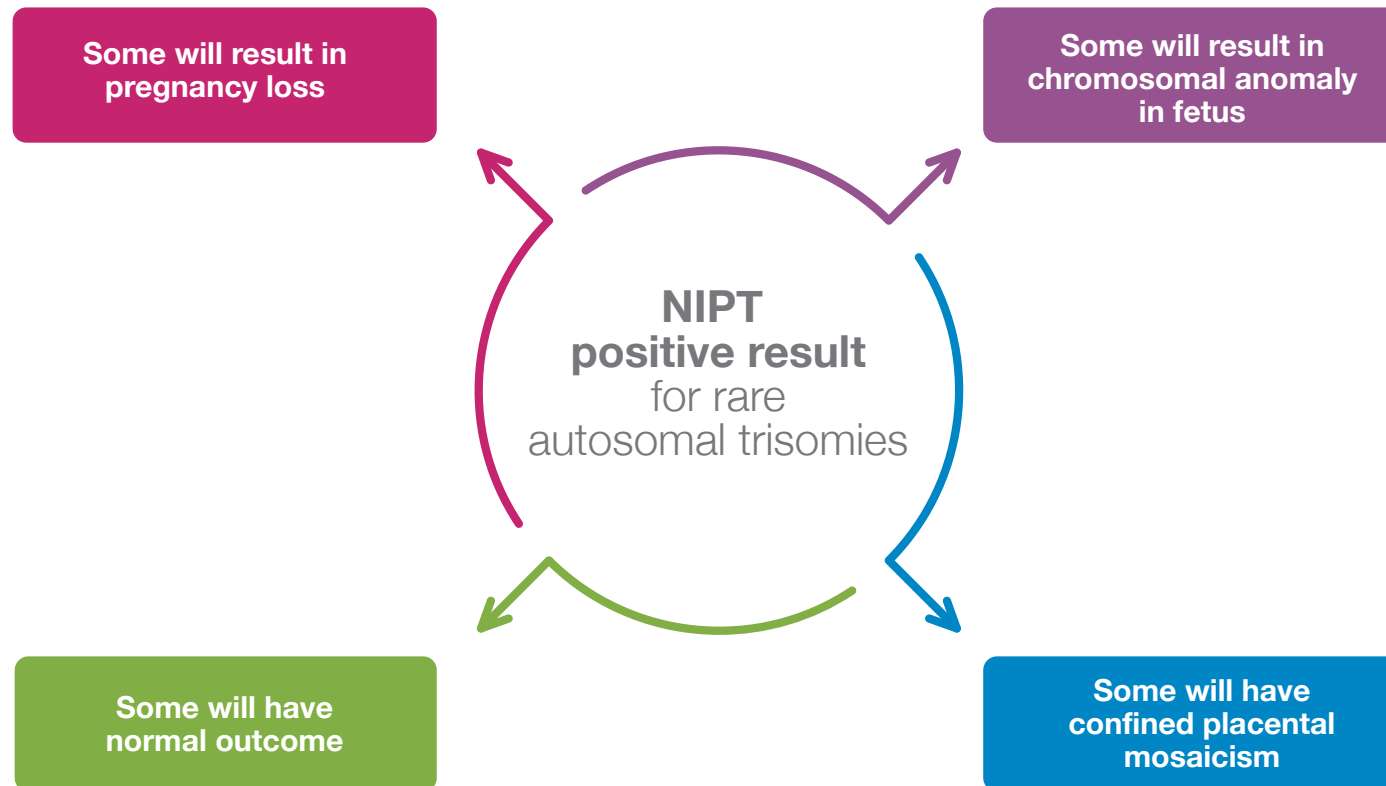 Some will result in
pregnancy loss
Some will result in
chromosomal anomaly
in fetus
NIPT
positive result
for rare
autosomal trisomies
Some will have
normal outcome
Some will have
confined placental
mosaicism